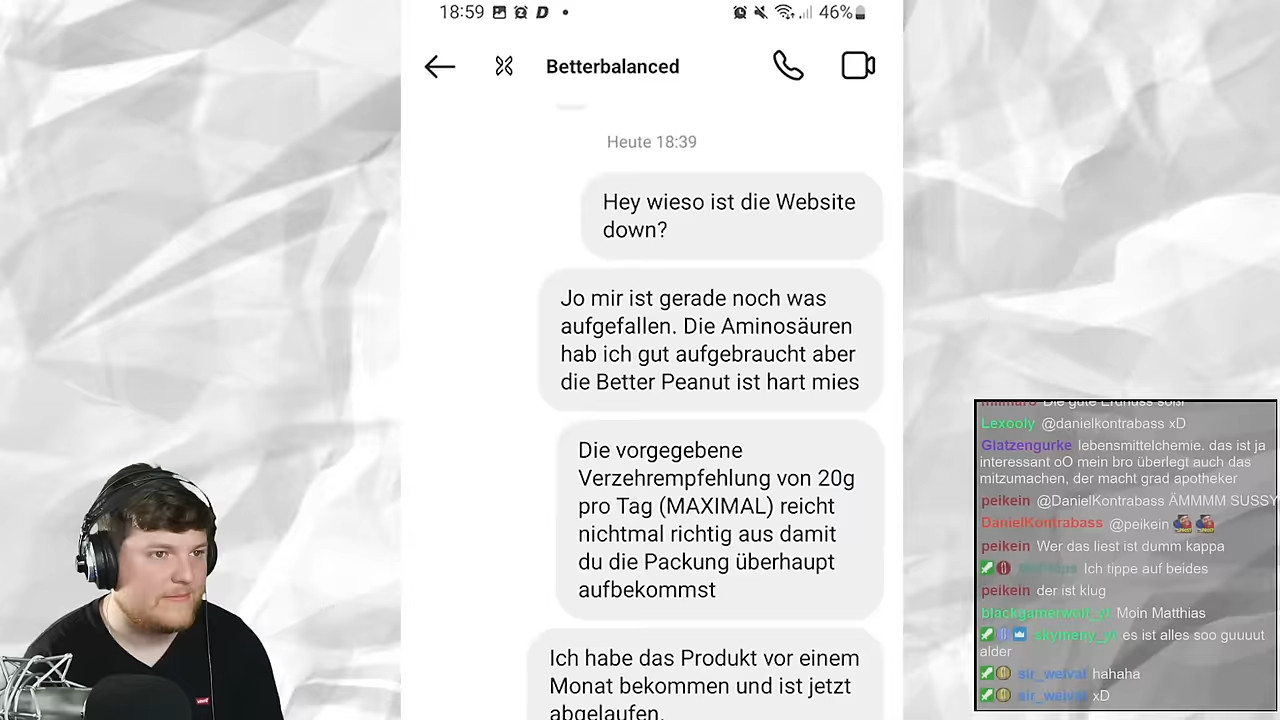 18:59
46%
Betterbalanced
Heute 18:39
Hey wieso ist die Website
down?
Jo mir ist gerade noch was
aufgefallen. Die Aminosäuren
hab ich gut aufgebraucht aber
die Better Peanut ist hart mies
Die vorgegebene
Verzehrempfehlung von 20g
pro Tag (MAXIMAL) reicht
nichtmal richtig aus damit
du die Packung überhaupt
aufbekommst
Ich habe das Produkt vor einem
Monat bekommen und ist jetzt
abgelaufen.
Die gute Erdnuss soßi
Lexooly @danielkontrabass xD
Glatzengurke lebensmittelchemie. das ist ja
interessant oO mein bro überlegt auch das
mitzumachen, der macht grad apotheker
peikein @DanielKontrabass ÄMMMM SUSSY
DanielKontrabass @peikein
peikein Wer das liest ist dumm kappa
Ich tippe auf beides
peikein der ist klug
blackgamerwolf_yt Moin Matthias
skymeny_yt es ist alles soo guuuut
alder
sir_weival hahaha
sir_weival xD